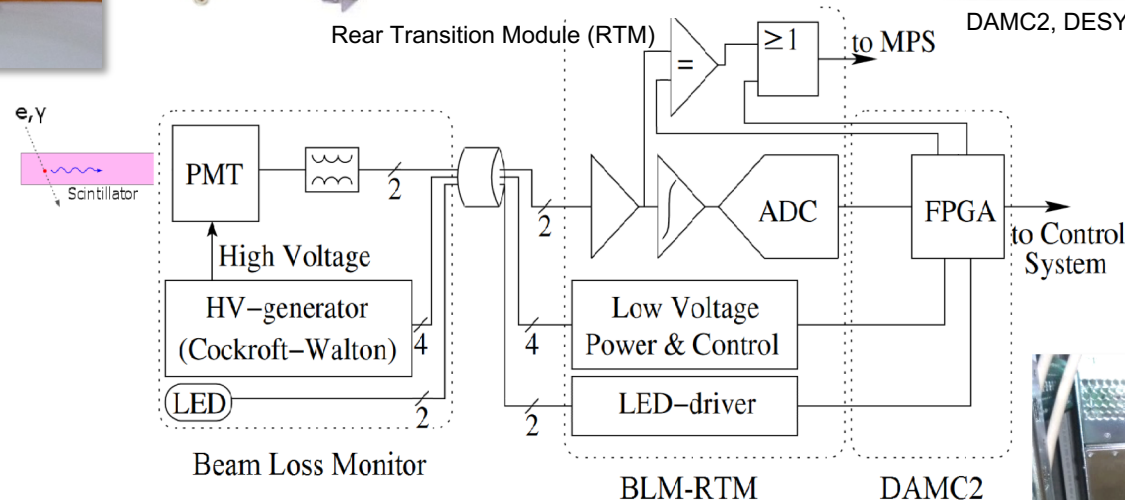 Rear Transition Module (RTM)
DAMC2, DESY
≥1
to MPS
=
e,γ
PMT
2
Scintillator
2
∫
ADC
FPGA
to Control
System
High Voltage
HV-generator
(Cockroft-Walton)
4
4
Low Voltage
Power & Control
LED
2
2
LED-driver
Beam Loss Monitor
BLM-RTM
DAMC2